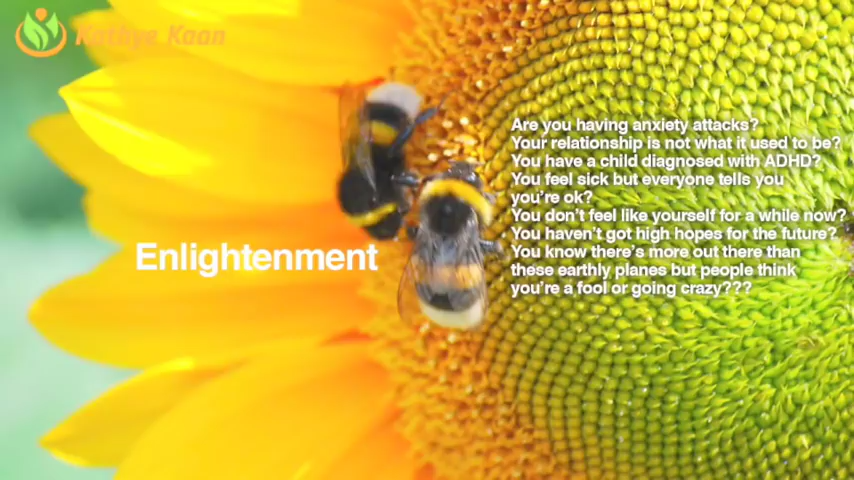 Kathye Kaan
Enlightenment
Are you having anxiety attacks?
Your relationship is not what it used to be?
You have a child diagnosed with ADHD?
You feel sick but everyone tells you
you're ok?
You don't feel like yourself for a while now?
You haven't got high hopes for the future?
You know there's more out there than
these earthly planes but people think
you're a fool or going crazy???